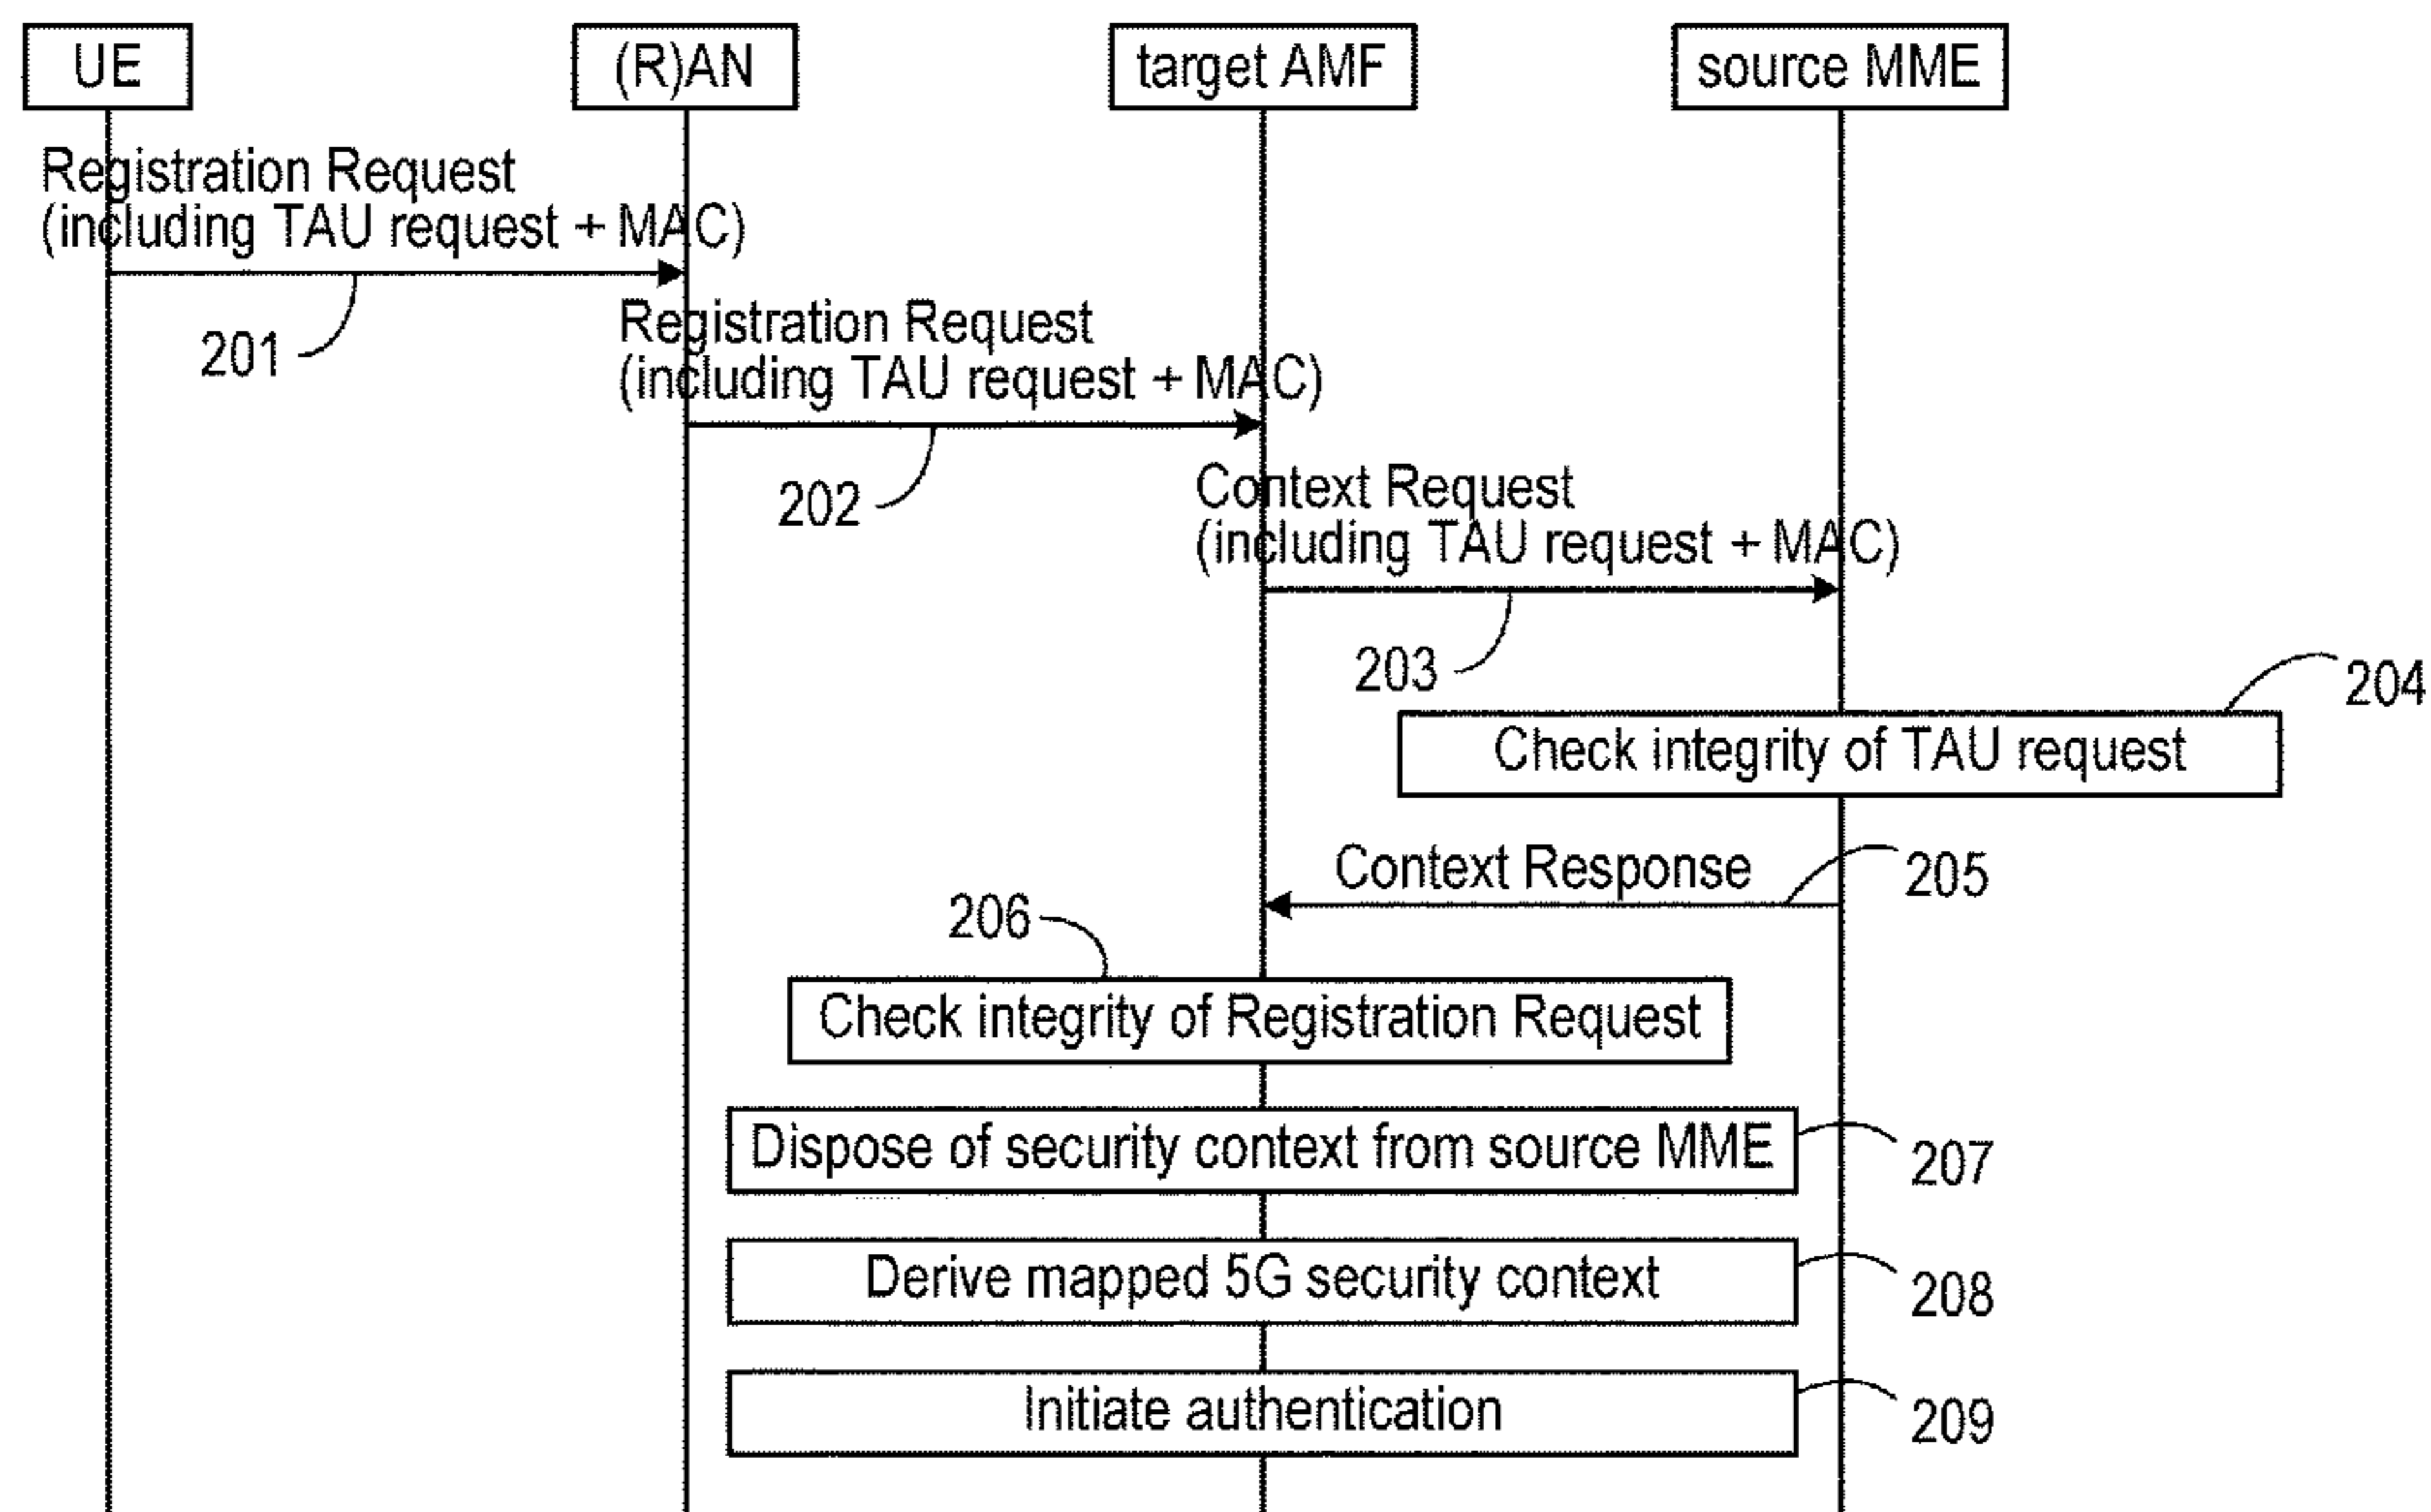 UE
(R)AN
target AMF
source MME
Registration Request
(including TAU request + MAC)
201
Registration Request
(including TAU request + MAC)
202
Context Request
(including TAU request + MAC)
203
204
Check integrity of TAU request
Context Response
205
206
Check integrity of Registration Request
Dispose of security context from source MME
207
Derive mapped 5G security context
208
Initiate authentication
209